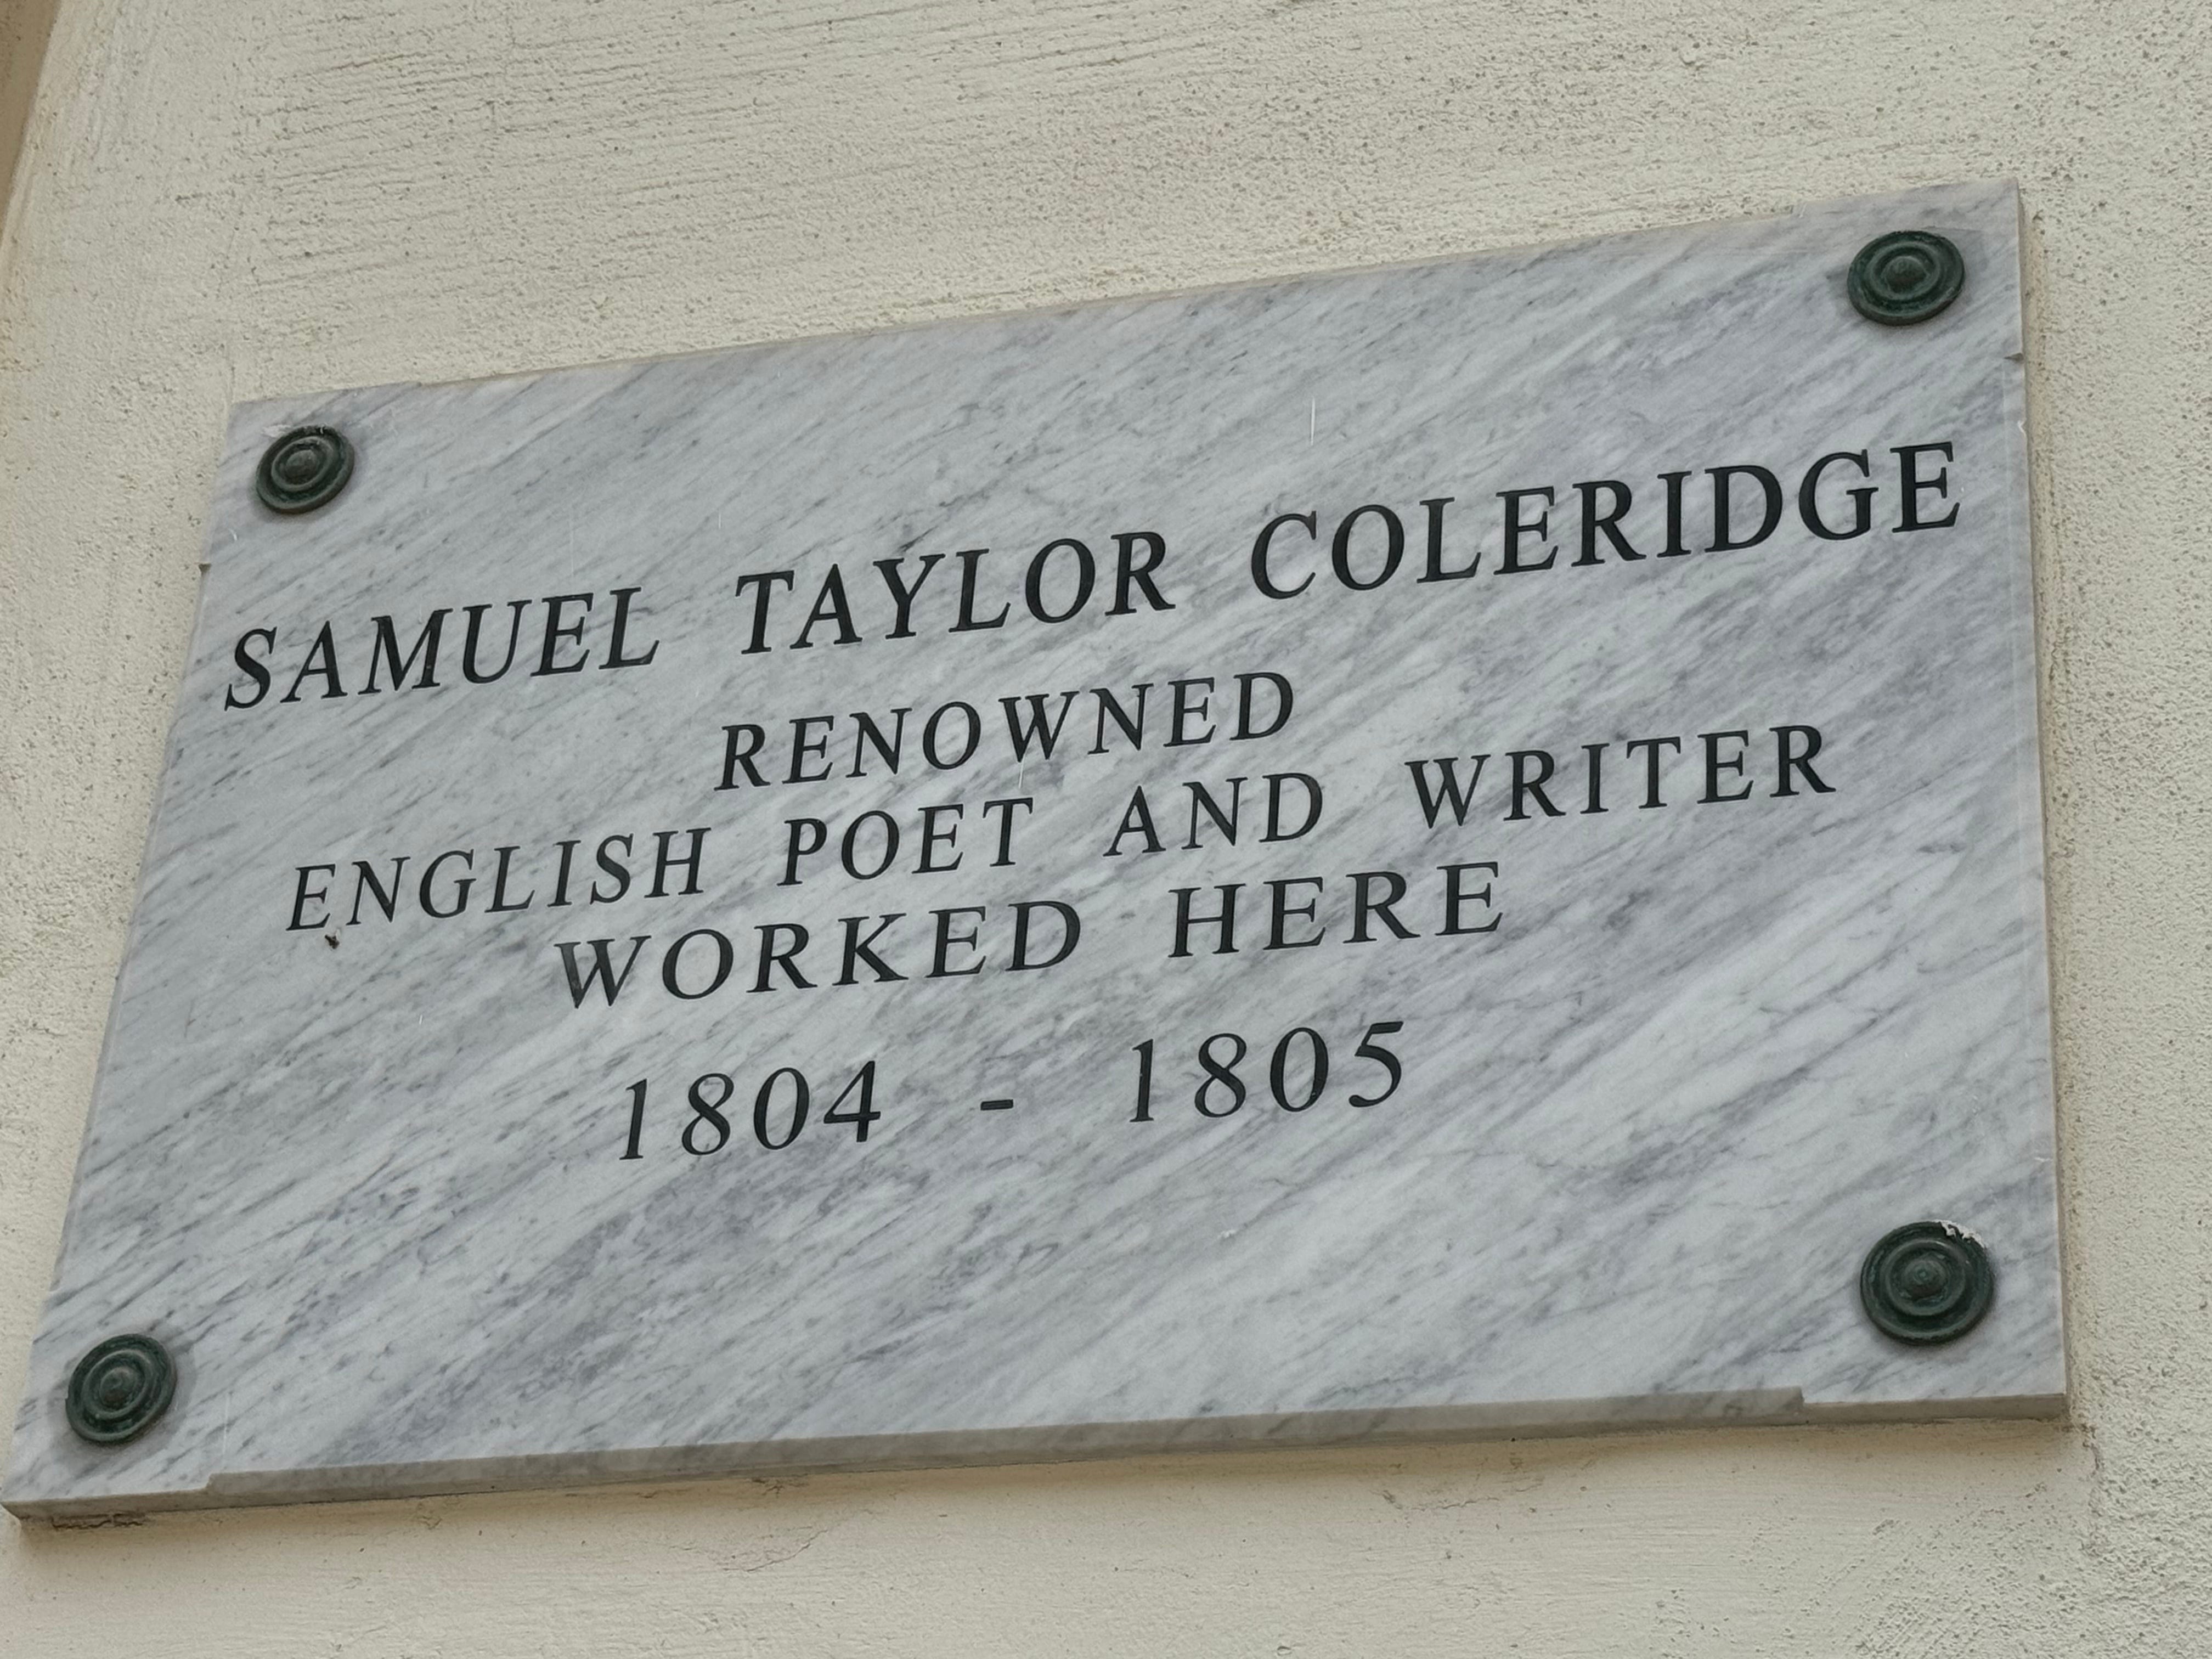 SAMUEL TAYLOR COLERIDGE
RENOWNED
ENGLISH POET AND WRITER
WORKED HERE
1804 - 1805